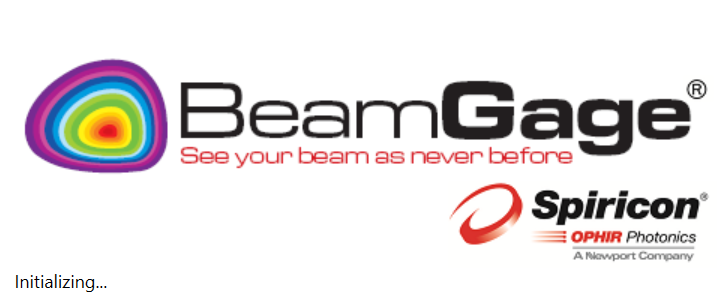 BeamGage®
See your beam as never before
Spiricon®
OPHIR Photonics
A Newport Company
Initializing...